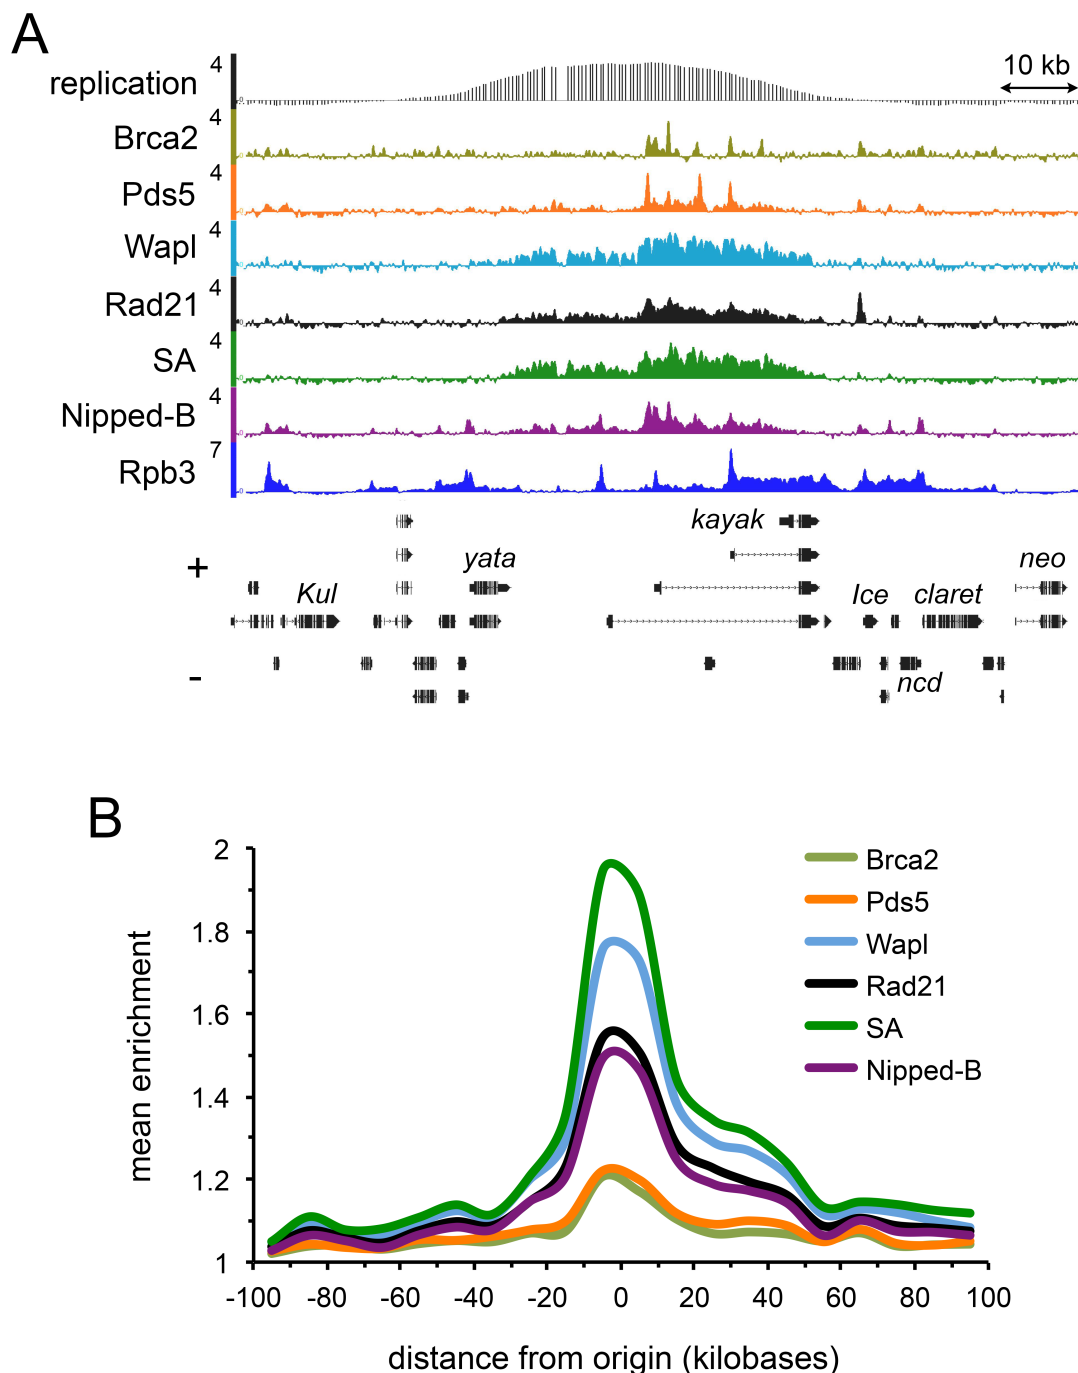 A
replication 4
10 kb
Brca2 4
Pds5 4
Wapl 4
Rad21 4
SA 4
Nipped-B 4
Rpb3 7
kayak
+
yata
neo
Kul
Ice
claret
-
ncd
B
2
1.8
1.6
1.4
1.2
1
mean enrichment
Brca2
Pds5
Wapl
Rad21
SA
Nipped-B
-100 -80 -60 -40 -20 0 20 40 60 80 100
distance from origin (kilobases)